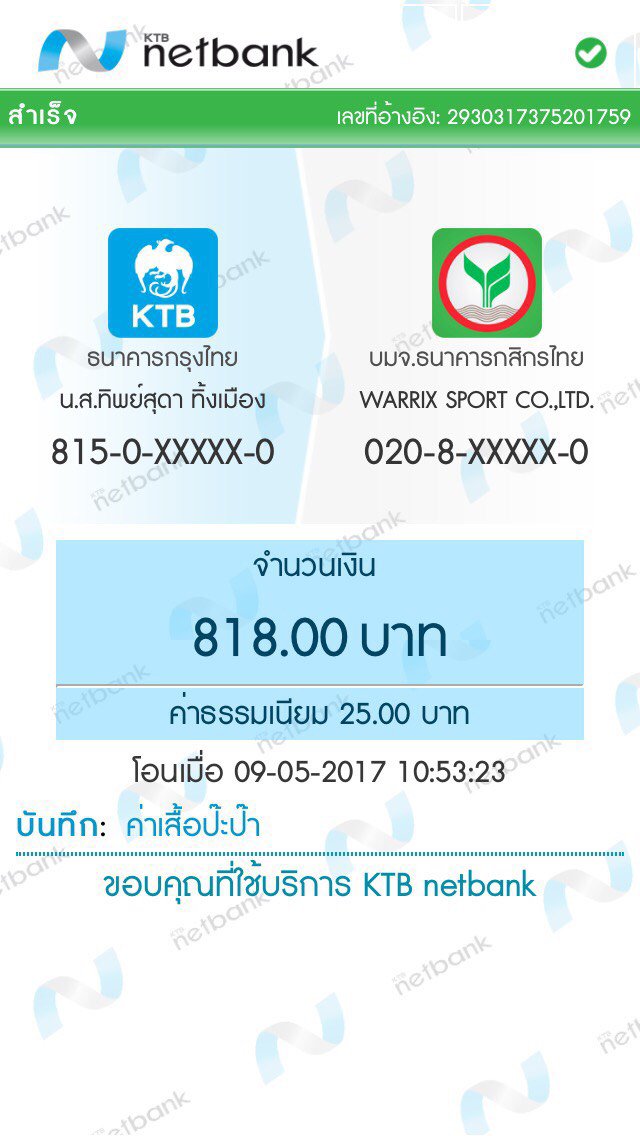 KTB
netbank
สำเร็จ
เลขที่อ้างอิง: 2930317375201759
KTB
ธนาคารกรุงไทย
น.ส.ทิพย์สุดา ทิ้งเมือง
815-0-XXXXX-0
บมจ.ธนาคารกสิกรไทย
WARRIX SPORT CO.,LTD.
020-8-XXXXX-0
จำนวนเงิน
818.00 บาท
ค่าธรรมเนียม 25.00 บาท
โอนเมื่อ 09-05-2017 10:53:23
บันทึก: ค่าเสื้อป๊ะป๊า
ขอบคุณที่ใช้บริการ KTB netbank